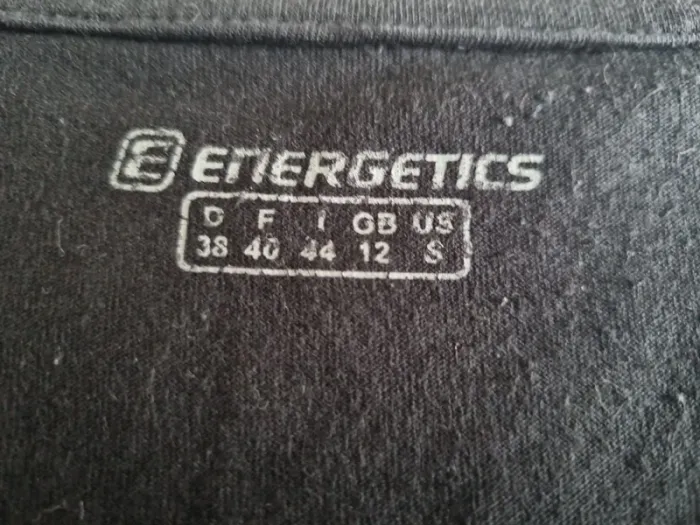 E ENERGETICS
D F I GB US
38 40 44 12 S